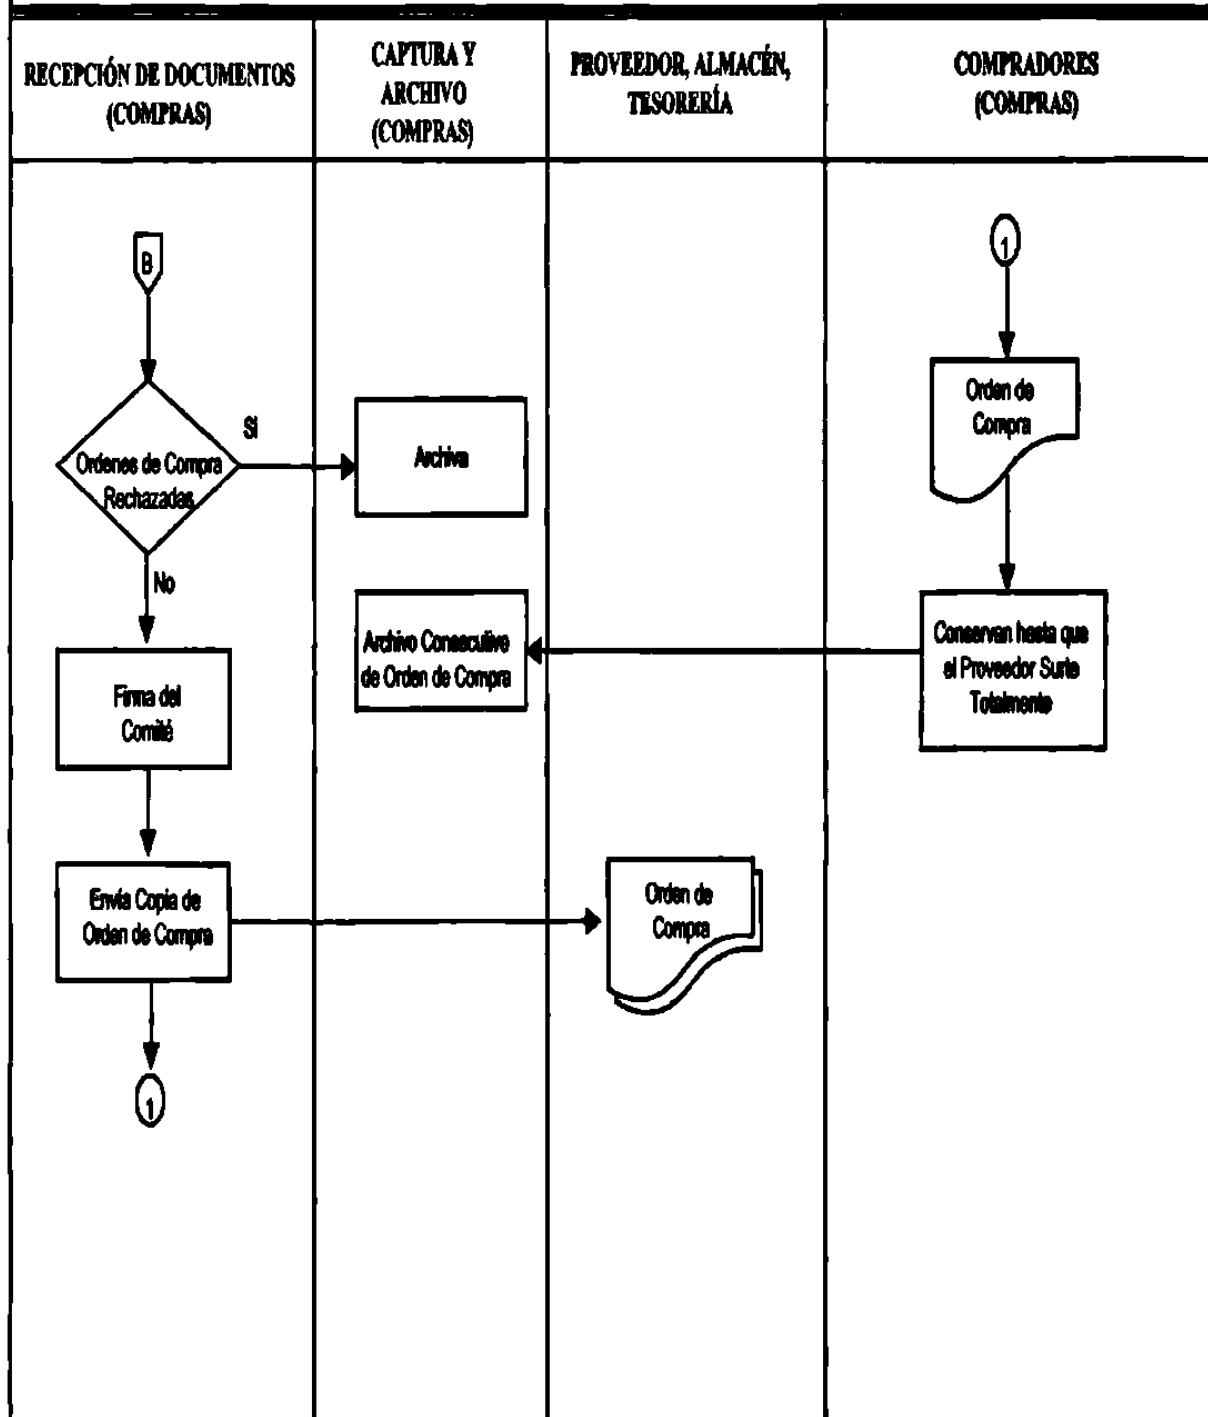 RECEPCIÓN DE DOCUMENTOS
(COMPRAS)
CAPTURA Y
ARCHIVO
(COMPRAS)
PROVEEDOR, ALMACÉN,
TESORERÍA
COMPRADORES
(COMPRAS)
B
Ordenes de Compra
Rechazadas
Si
No
Firma del
Comité
Envía Copia de
Orden de Compra
1
Archiva
Archivo Consecutivo
de Orden de Compra
Orden de
Compra
1
Orden de
Compra
Conservan hasta que
el Proveedor Surte
Totalmente